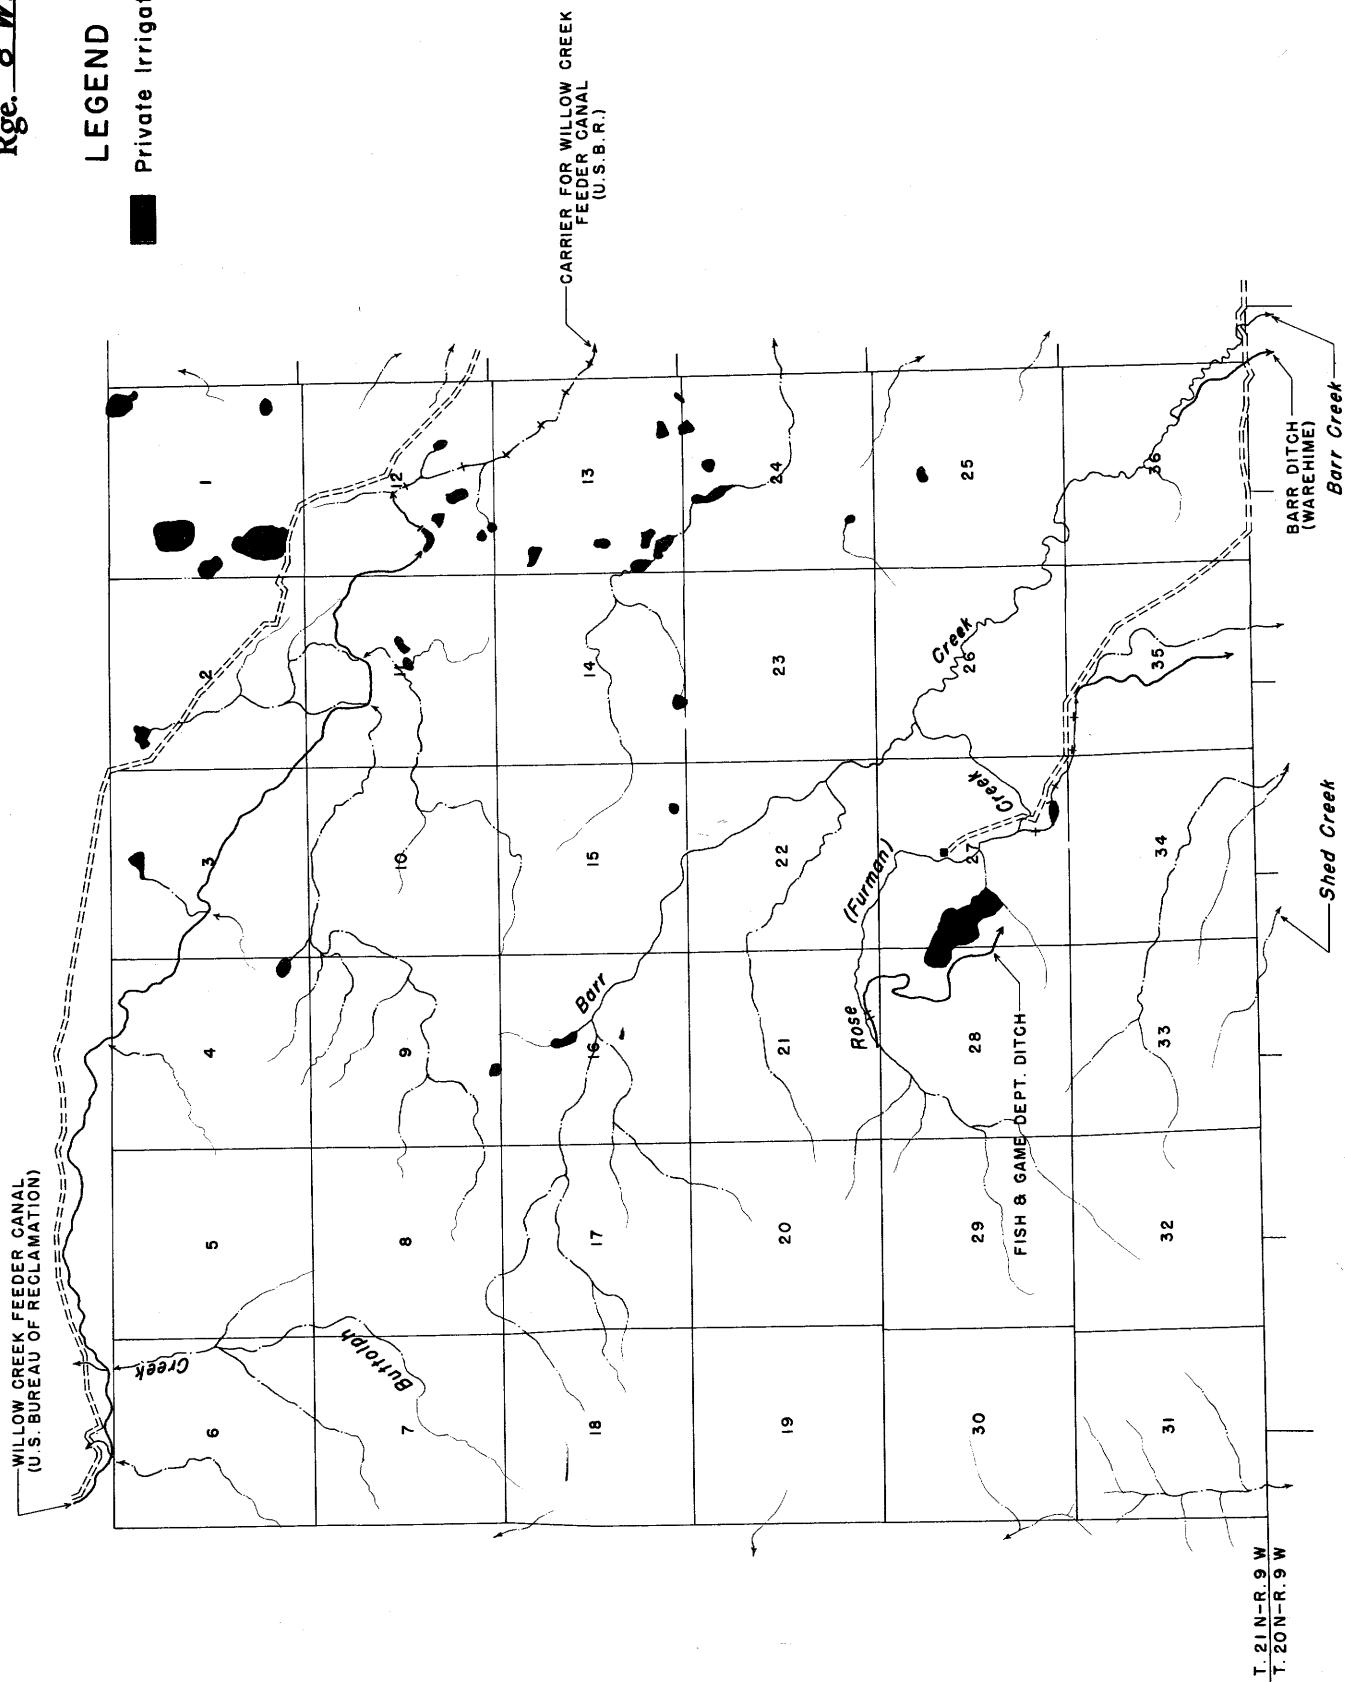 Rge. 8 W
LEGEND
Private Irrigat
CARRIER FOR WILLOW CREEK
FEEDER CANAL
(U.S.B.R.)
WILLOW CREEK FEEDER CANAL
(U.S. BUREAU OF RECLAMATION)
6
5
4
3
2
1
7
8
9
10
11
12
18
17
16
15
14
13
19
20
21
22
23
24
30
29
28
27
26
25
31
32
33
34
35
36
Creek
Buttolph
Barr
Creek
Rose
(Furman)
Creek
FISH & GAME DEPT. DITCH
BARR DITCH
(WAREHIME)
Barr Creek
Shed Creek
T. 21 N-R. 9 W
T. 20 N-R. 9 W